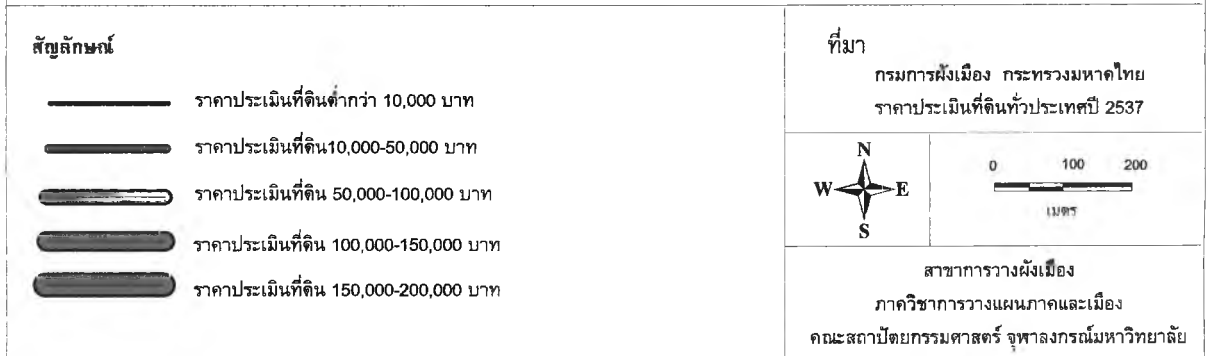 สัญลักษณ์
ราคาประเมินที่ดินต่ำกว่า 10,000 บาท
ราคาประเมินที่ดิน10,000-50,000 บาท
ราคาประเมินที่ดิน 50,000-100,000 บาท
ราคาประเมินที่ดิน 100,000-150,000 บาท
ราคาประเมินที่ดิน 150,000-200,000 บาท
ที่มา
กรมการผังเมือง กระทรวงมหาดไทย
ราคาประเมินที่ดินทั่วประเทศปี 2537
N
W E
S
0 100 200
เมตร
สาขาการวางผังเมือง
ภาควิชาการวางแผนภาคและเมือง
คณะสถาปัตยกรรมศาสตร์ จุฬาลงกรณ์มหาวิทยาลัย